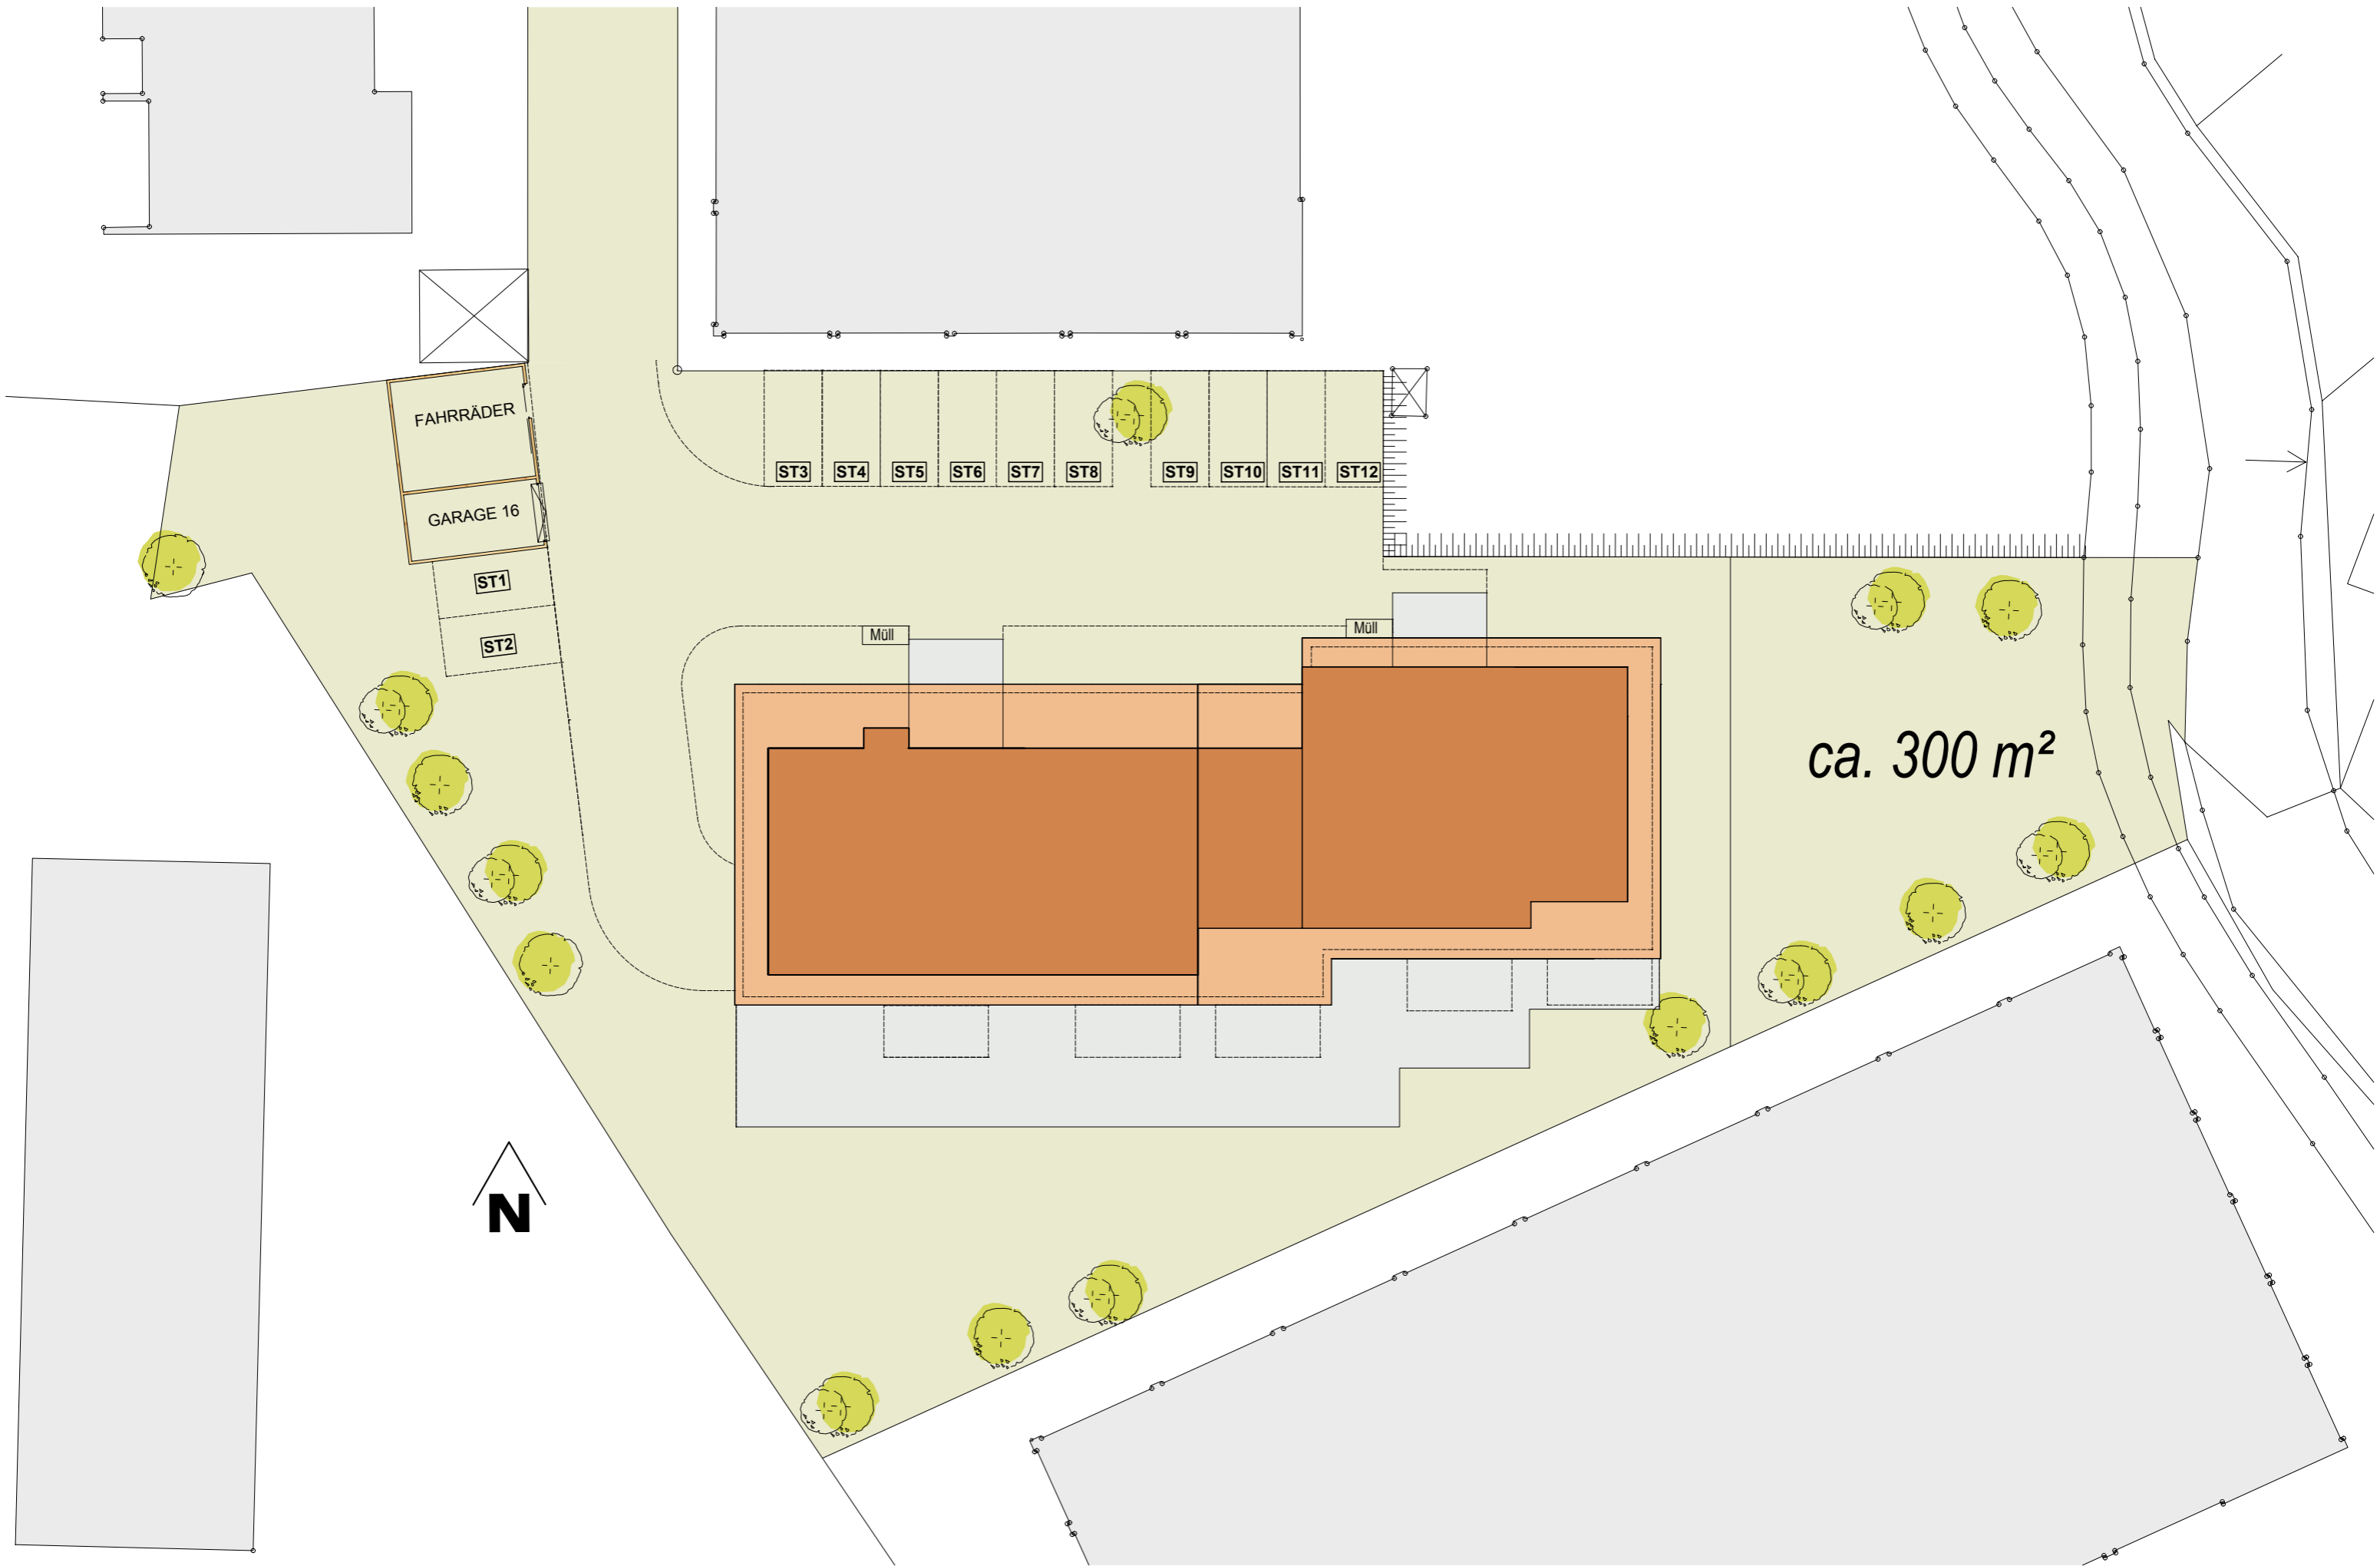 FAHRRÄDER
GARAGE 16
ST1
ST2
ST3
ST4
ST5
ST6
ST7
ST8
ST9
ST10
ST11
ST12
Müll
Müll
ca. 300 m²
N